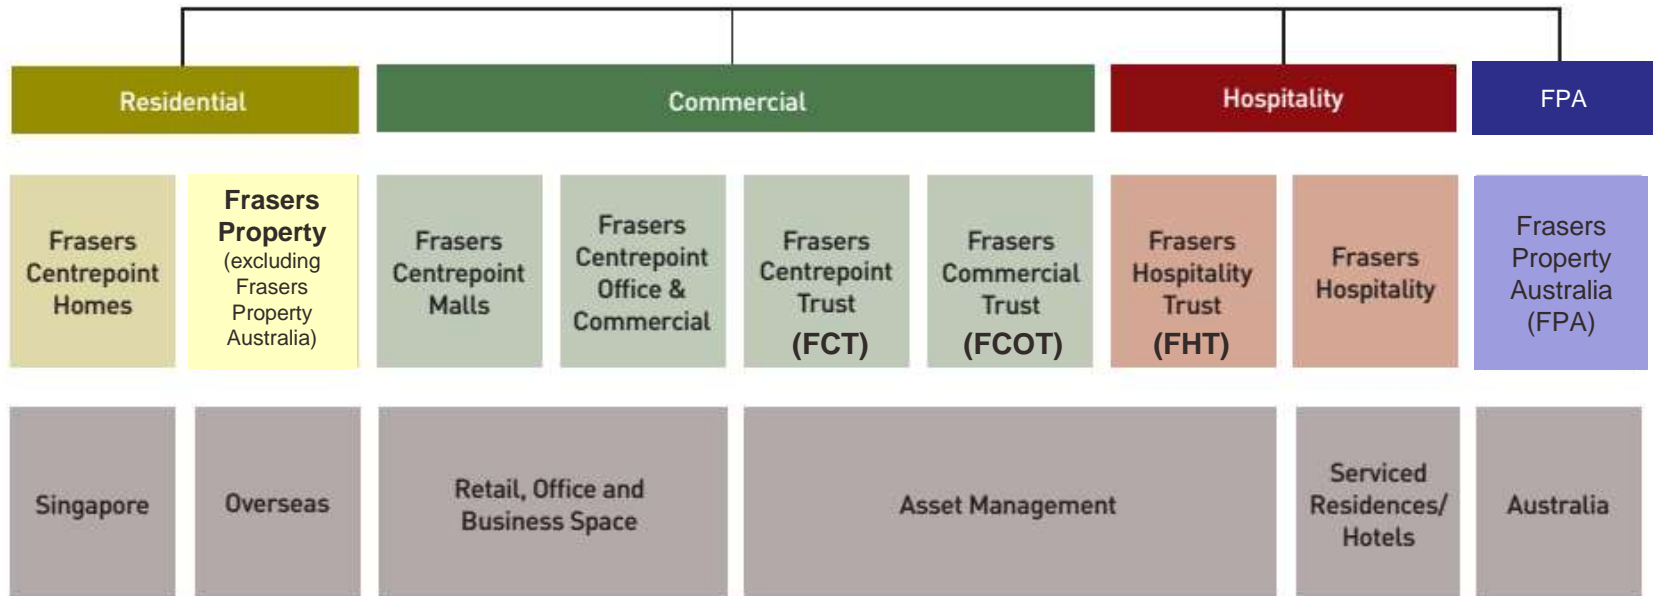 Residential
Commercial
Hospitality
FPA
Frasers
Centrepoint
Homes
Frasers
Property
(excluding
Frasers
Property
Australia)
Frasers
Centrepoint
Malls
Frasers
Centrepoint
Office &
Commercial
Frasers
Centrepoint
Trust
(FCT)
Frasers
Commercial
Trust
(FCOT)
Frasers
Hospitality
Trust
(FHT)
Frasers
Hospitality
Frasers
Property
Australia
(FPA)
Singapore
Overseas
Retail, Office and
Business Space
Asset Management
Serviced
Residences/
Hotels
Australia